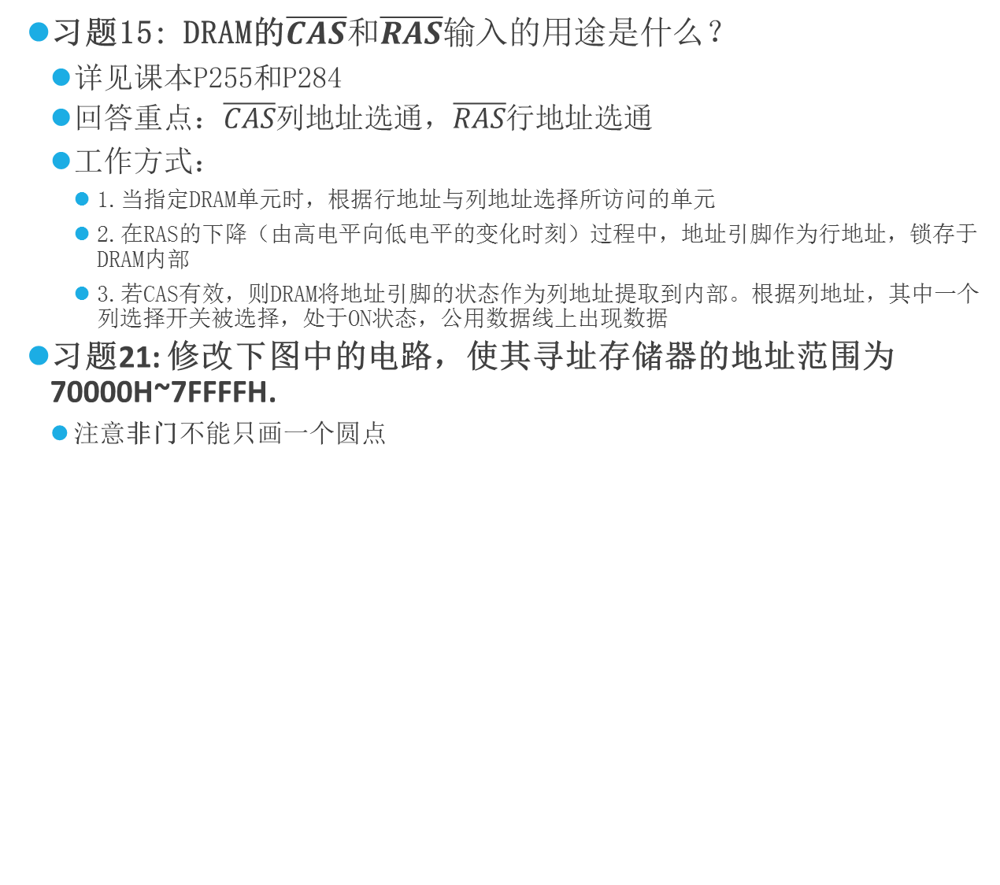 习题15: DRAM的C̅A̅S̅和R̅A̅S̅输入的用途是什么？
详见课本P255和P284
回答重点：C̅A̅S̅列地址选通，R̅A̅S̅行地址选通
工作方式：
1.当指定DRAM单元时，根据行地址与列地址选择所访问的单元
2.在RAS的下降（由高电平向低电平的变化时刻）过程中，地址引脚作为行地址，锁存于
DRAM内部
3.若CAS有效，则DRAM将地址引脚的状态作为列地址提取到内部。根据列地址，其中一个
列选择开关被选择，处于ON状态，公用数据线上出现数据
习题21: 修改下图中的电路，使其寻址存储器的地址范围为
70000H~7FFFFH.
注意非门不能只画一个圆点